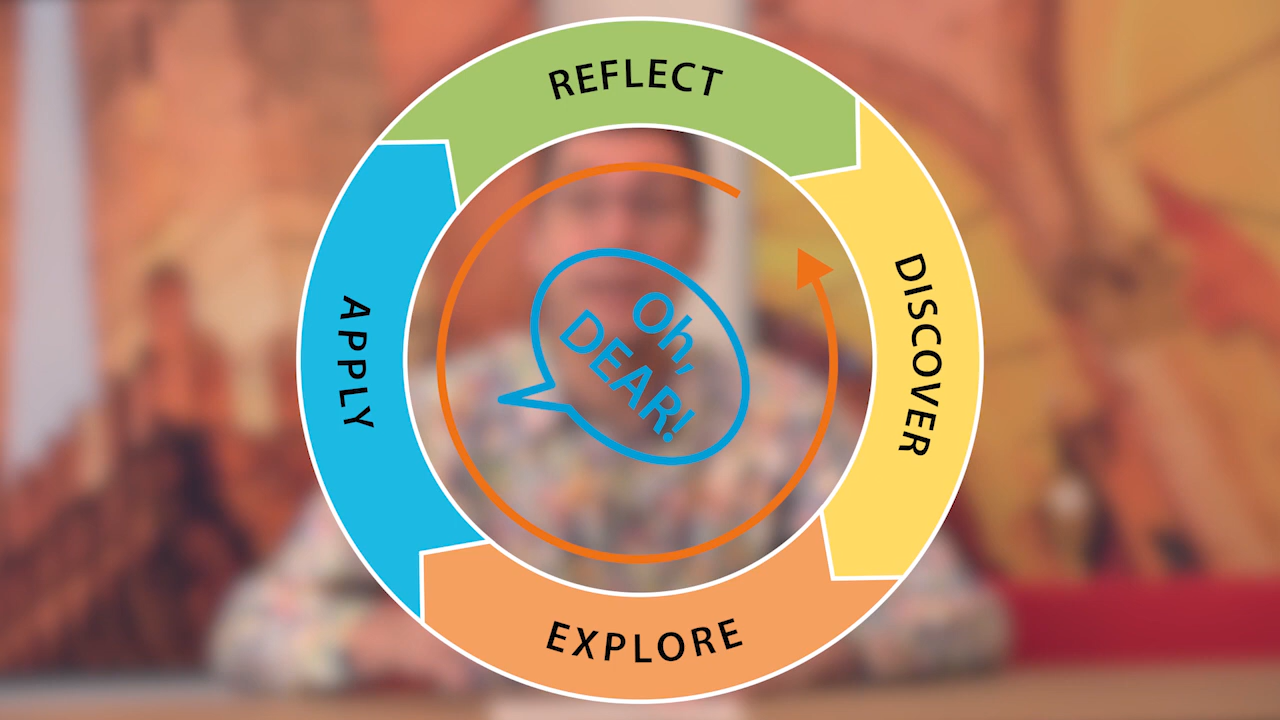 REFLECT
DISCOVER
EXPLORE
APPLY
Oh,
DEAR!